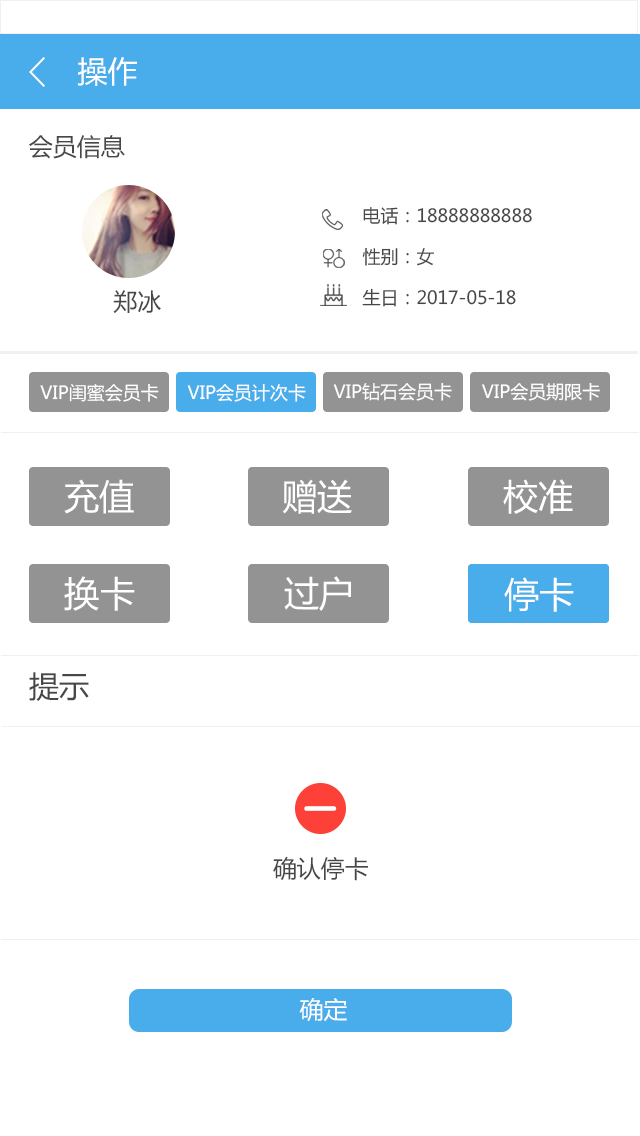 操作
会员信息
电话：18888888888
性别：女
郑冰
生日：2017-05-18
VIP闺蜜会员卡 VIP会员计次卡 VIP钻石会员卡 VIP会员期限卡
充值 赠送 校准
换卡 过户 停卡
提示
确认停卡
确定